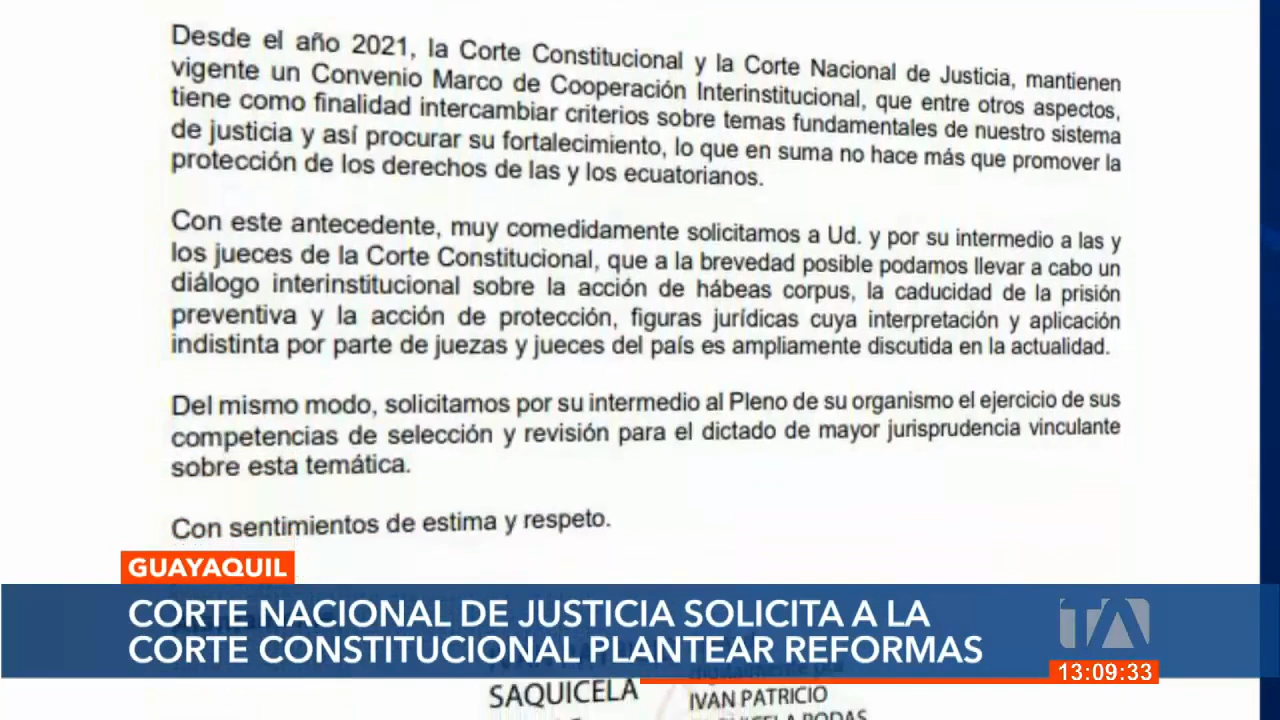 Desde el año 2021, la Corte Constitucional y la Corte Nacional de Justicia, mantienen
vigente un Convenio Marco de Cooperación Interinstitucional, que entre otros aspectos,
tiene como finalidad intercambiar criterios sobre temas fundamentales de nuestro sistema
de justicia y así procurar su fortalecimiento, lo que en suma no hace más que promover la
protección de los derechos de las y los ecuatorianos.
Con este antecedente, muy comedidamente solicitamos a Ud. y por su intermedio a las y
los jueces de la Corte Constitucional, que a la brevedad posible podamos llevar a cabo un
diálogo interinstitucional sobre la acción de hábeas corpus, la caducidad de la prisión
preventiva y la acción de protección, figuras jurídicas cuya interpretación y aplicación
indistinta por parte de juezas y jueces del país es ampliamente discutida en la actualidad.
Del mismo modo, solicitamos por su intermedio al Pleno de su organismo el ejercicio de sus
competencias de selección y revisión para el dictado de mayor jurisprudencia vinculante
sobre esta temática.
Con sentimientos de estima y respeto.
GUAYAQUIL
CORTE NACIONAL DE JUSTICIA SOLICITA A LA
CORTE CONSTITUCIONAL PLANTEAR REFORMAS
TA
13:09:33
SAQUICELA
IVAN PATRICIO